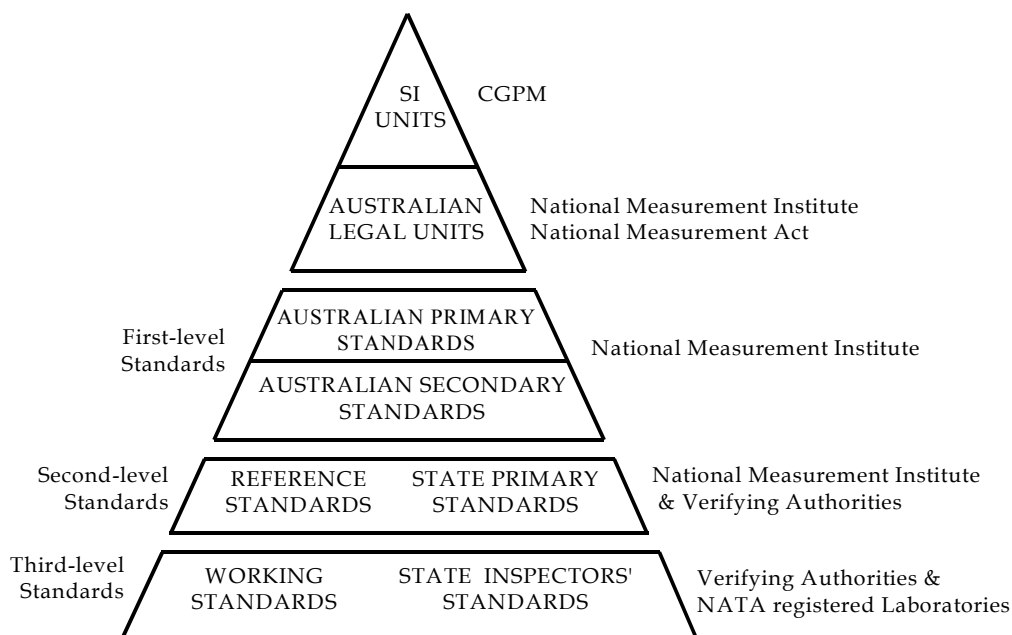 SI
UNITS
CGPM
AUSTRALIAN
LEGAL UNITS
National Measurement Institute
National Measurement Act
First-level
Standards
AUSTRALIAN PRIMARY
STANDARDS
National Measurement Institute
AUSTRALIAN SECONDARY
STANDARDS
Second-level
Standards
REFERENCE
STANDARDS
STATE PRIMARY
STANDARDS
National Measurement Institute
& Verifying Authorities
Third-level
Standards
WORKING
STANDARDS
STATE INSPECTORS'
STANDARDS
Verifying Authorities &
NATA registered Laboratories